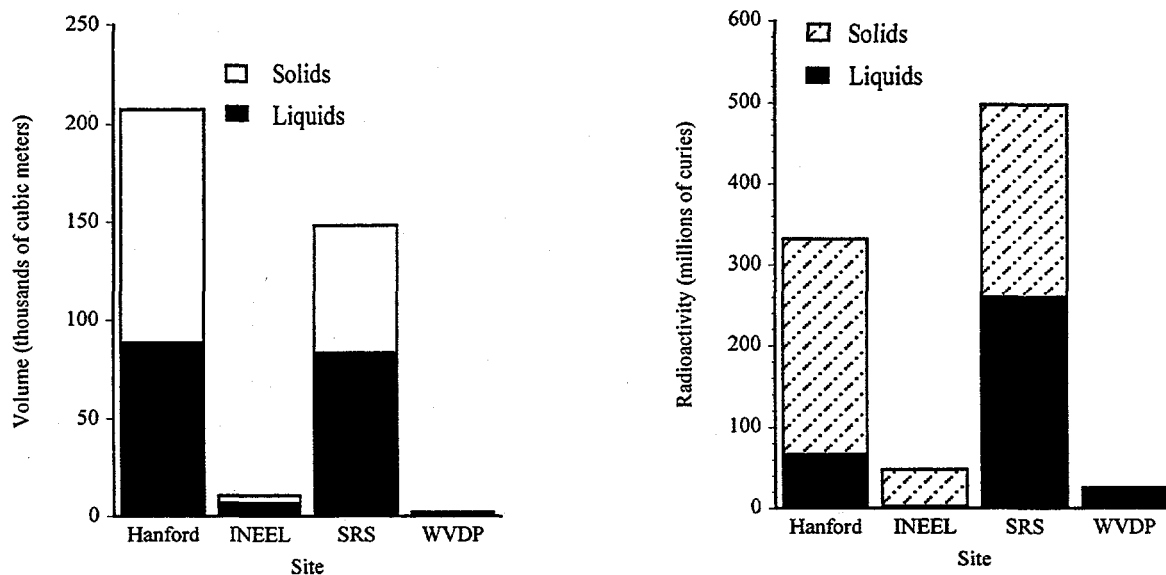 Volume (thousands of cubic meters)
250
200
150
100
50
0
Solids
Liquids
Hanford INEEL SRS WVDP
Site
Radioactivity (millions of curies)
600
500
400
300
200
100
0
Solids
Liquids
Hanford INEEL SRS WVDP
Site